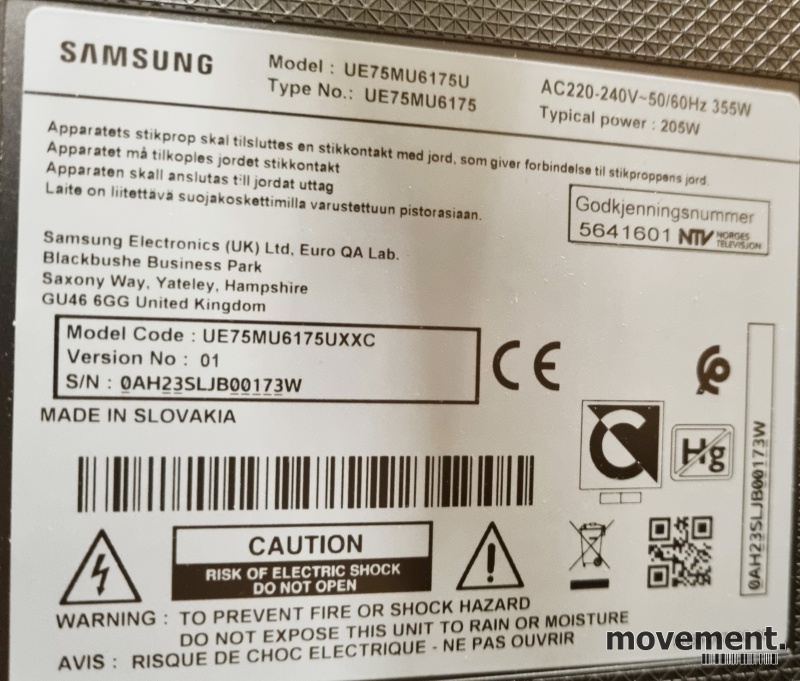 SAMSUNG
Model : UE75MU6175U
Type No.: UE75MU6175
AC220-240V~50/60Hz 355W
Typical power : 205W
Apparatets stikprop skal tilsluttes en stikkontakt med jord, som giver forbindelse til stikproppens jord.
Apparatet må tilkoples jordet stikkontakt
Apparaten skall anslutas till jordat uttag
Laite on liitettävä suojakoskettimilla varustettuun pistorasiaan.
Godkjenningsnummer
5641601 NTV NORGES TELEVISJON
Samsung Electronics (UK) Ltd, Euro QA Lab.
Blackbushe Business Park
Saxony Way, Yateley, Hampshire
GU46 6GG United Kingdom
Model Code : UE75MU6175UXXC
Version No : 01
S/N : 0AH23SLJB00173W
CE
MADE IN SLOVAKIA
Hg
0AH23SLJB00173W
CAUTION
RISK OF ELECTRIC SHOCK
DO NOT OPEN
WARNING : TO PREVENT FIRE OR SHOCK HAZARD
DO NOT EXPOSE THIS UNIT TO RAIN OR MOISTURE
AVIS : RISQUE DE CHOC ELECTRIQUE - NE PAS OUVRIR
movement.